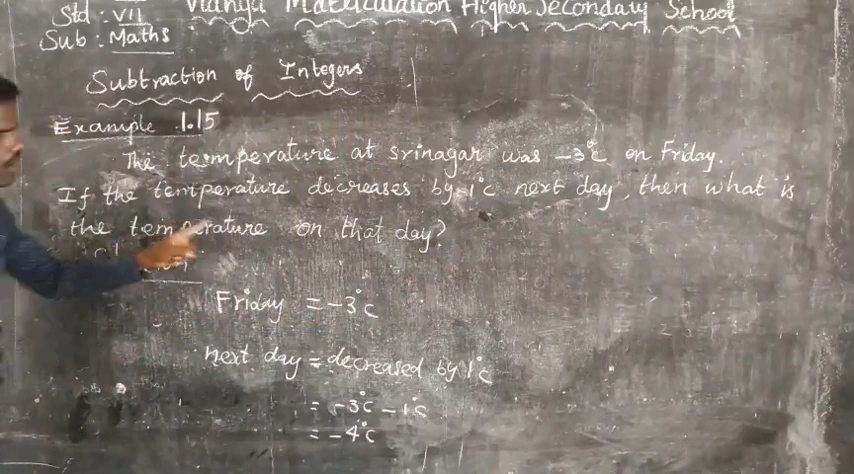 Std : VII Matriculation Higher Secondary School
Sub : Maths
Subtraction of Integers
Example 1.15
The temperature at srinagar was -3°c on Friday.
If the temperature decreases by 1°c next day, then what is
the temperature on that day?
Friday = -3°c
next day = decreased by 1°c
= -3°c - 1°c
= -4°c